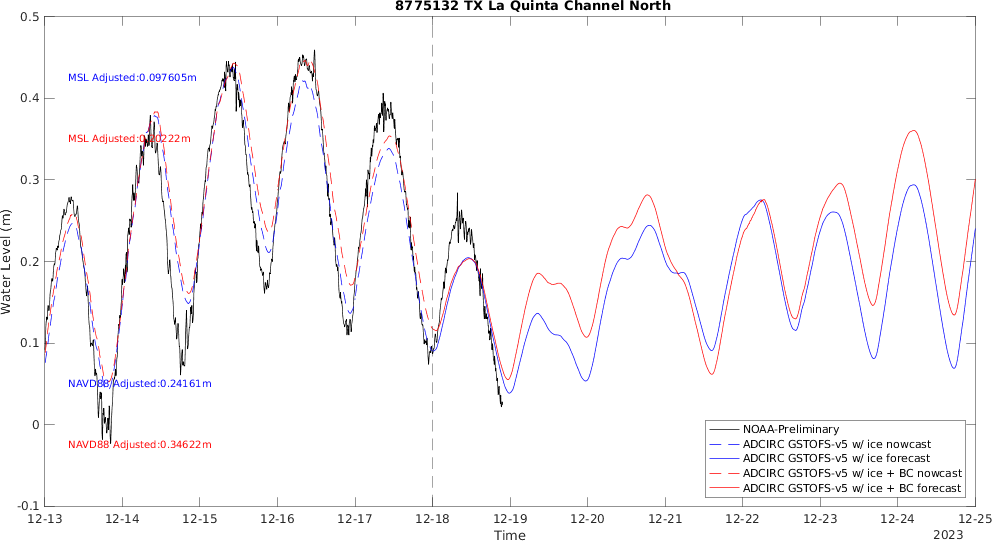 8775132 TX La Quinta Channel North
0.5
0.4
0.3
0.2
0.1
0
-0.1
Water Level (m)
MSL Adjusted:0.097605m
MSL Adjusted:0.20222m
NAVD88 Adjusted:0.24161m
NAVD88 Adjusted:0.34622m
NOAA-Preliminary
ADCIRC GSTOFS-v5 w/ ice nowcast
ADCIRC GSTOFS-v5 w/ ice forecast
ADCIRC GSTOFS-v5 w/ ice + BC nowcast
ADCIRC GSTOFS-v5 w/ ice + BC forecast
12-13 12-14 12-15 12-16 12-17 12-18 12-19 12-20 12-21 12-22 12-23 12-24 12-25
Time
2023